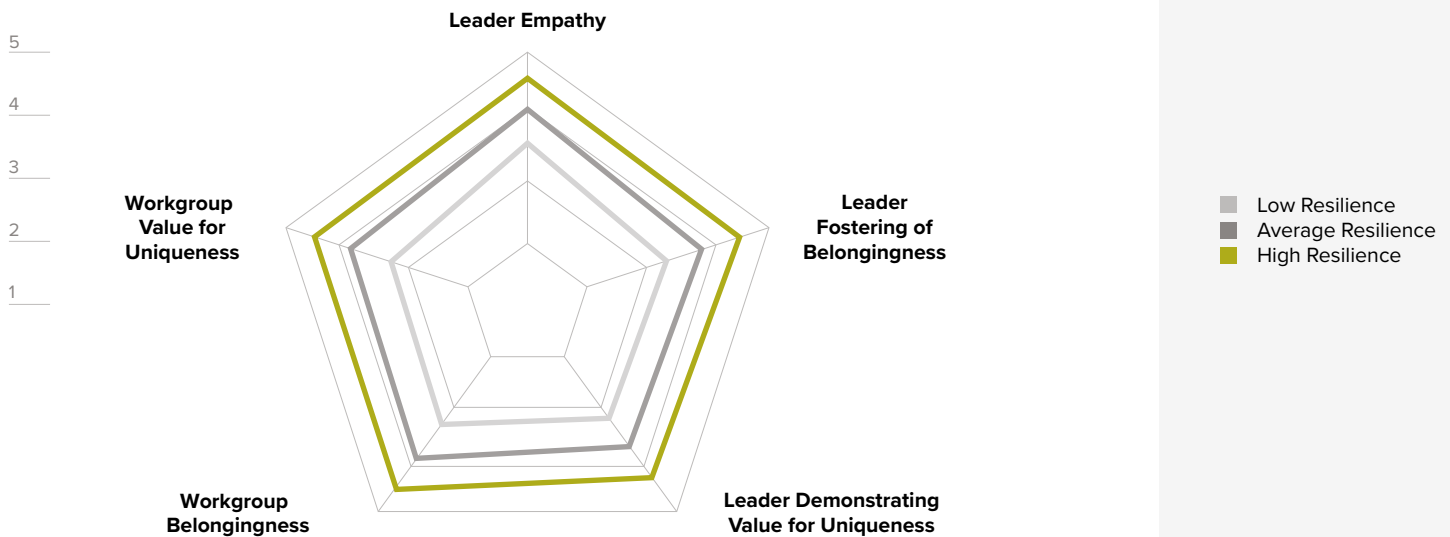 Leader Empathy
5
4
3
2
1
Workgroup
Value for
Uniqueness
Leader
Fostering of
Belongingness
Workgroup
Belongingness
Leader Demonstrating
Value for Uniqueness
Low Resilience
Average Resilience
High Resilience